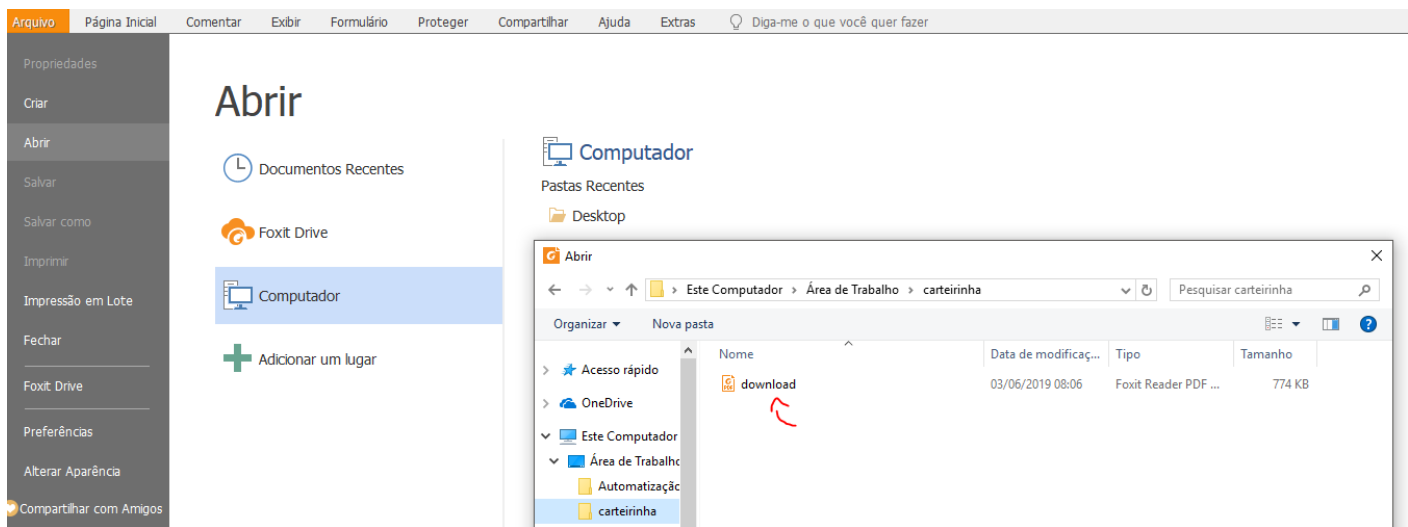 Arquivo Página Inicial Comentar Exibir Formulário Proteger Compartilhar Ajuda Extras Diga-me o que você quer fazer
Propriedades
Criar
Abrir
Salvar
Salvar como
Imprimir
Impressão em Lote
Fechar
Foxit Drive
Preferências
Alterar Aparência
Compartilhar com Amigos
Abrir
Documentos Recentes
Foxit Drive
Computador
Adicionar um lugar
Computador
Pastas Recentes
Desktop
Abrir
Este Computador Área de Trabalho carteirinha Pesquisar carteirinha
Organizar Nova pasta
Acesso rápido
OneDrive
Este Computador
Área de Trabalho
Automatizaçã
carteirinha
Nome Data de modificaç... Tipo Tamanho
download 03/06/2019 08:06 Foxit Reader PDF ... 774 KB